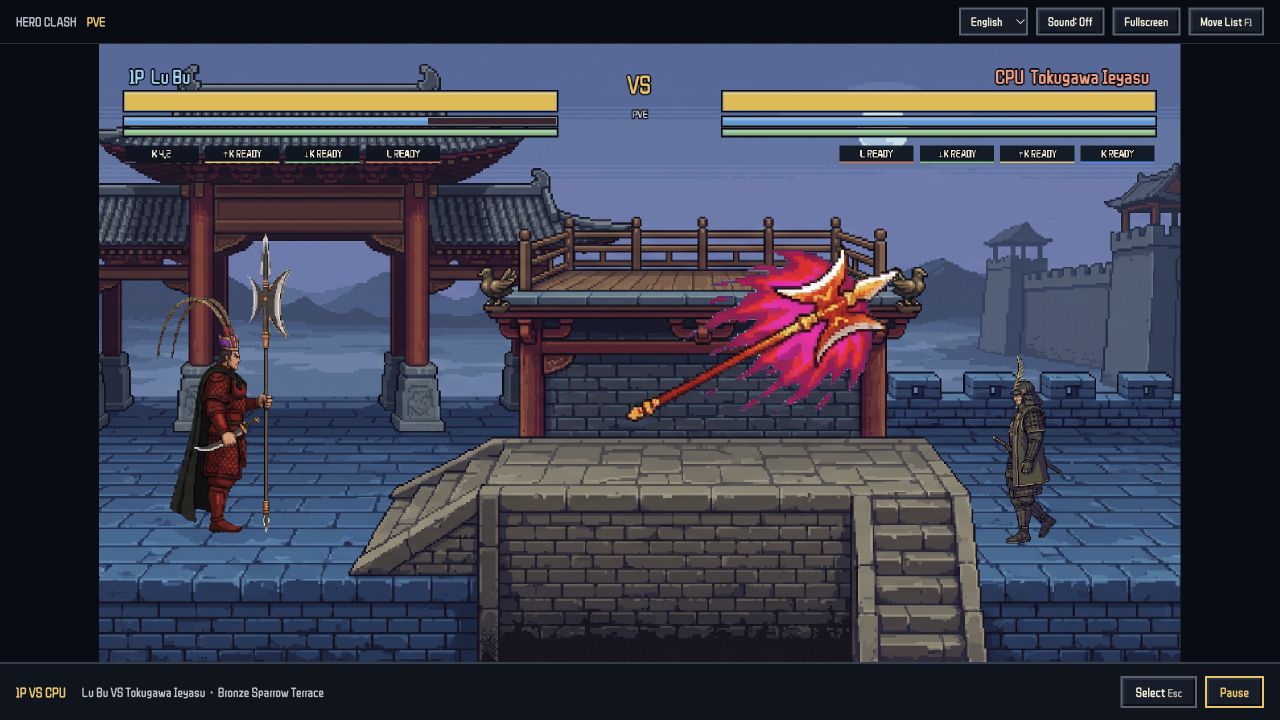 HERO CLASH PVE
English
Sound: Off
Fullscreen
Move List F1
1P Lu Bu
VS
PVE
CPU Tokugawa Ieyasu
K 4.2
↑K READY
↓K READY
L READY
L READY
↓K READY
↑K READY
K READY
1P VS CPU
Lu Bu VS Tokugawa Ieyasu · Bronze Sparrow Terrace
Select Esc
Pause